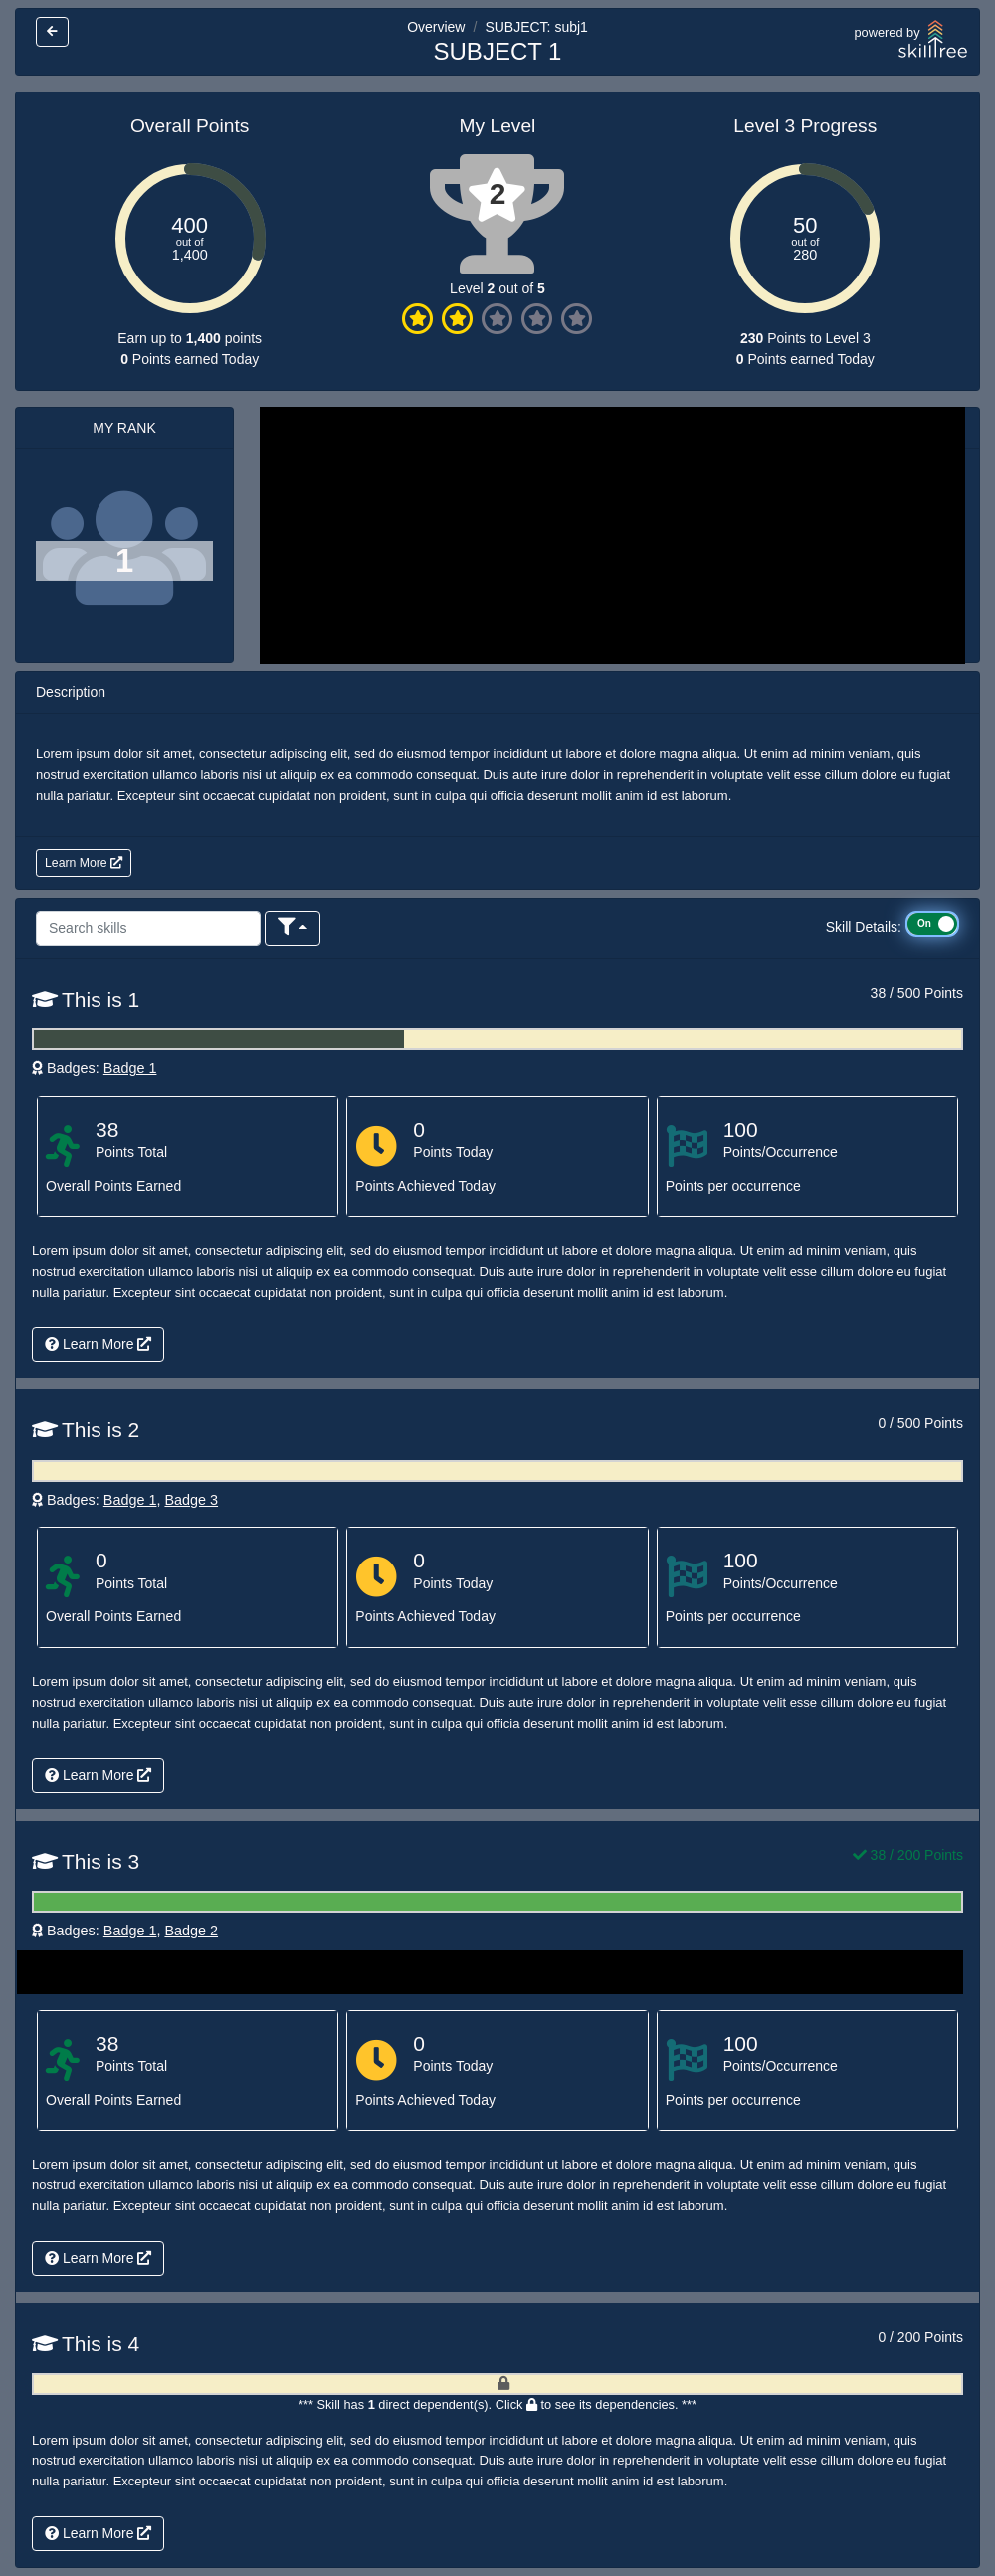 Overview / SUBJECT: subj1
SUBJECT 1
powered by
skilltree
Overall Points
400
out of
1,400
Earn up to 1,400 points
0 Points earned Today
My Level
2
Level 2 out of 5
Level 3 Progress
50
out of
280
230 Points to Level 3
0 Points earned Today
MY RANK
1
Description
Lorem ipsum dolor sit amet, consectetur adipiscing elit, sed do eiusmod tempor incididunt ut labore et dolore magna aliqua. Ut enim ad minim veniam, quis
nostrud exercitation ullamco laboris nisi ut aliquip ex ea commodo consequat. Duis aute irure dolor in reprehenderit in voluptate velit esse cillum dolore eu fugiat
nulla pariatur. Excepteur sint occaecat cupidatat non proident, sunt in culpa qui officia deserunt mollit anim id est laborum.
Learn More
Search skills
Skill Details: On
This is 1
38 / 500 Points
Badges: Badge 1
38
Points Total
Overall Points Earned
0
Points Today
Points Achieved Today
100
Points/Occurrence
Points per occurrence
Lorem ipsum dolor sit amet, consectetur adipiscing elit, sed do eiusmod tempor incididunt ut labore et dolore magna aliqua. Ut enim ad minim veniam, quis
nostrud exercitation ullamco laboris nisi ut aliquip ex ea commodo consequat. Duis aute irure dolor in reprehenderit in voluptate velit esse cillum dolore eu fugiat
nulla pariatur. Excepteur sint occaecat cupidatat non proident, sunt in culpa qui officia deserunt mollit anim id est laborum.
Learn More
This is 2
0 / 500 Points
Badges: Badge 1, Badge 3
0
Points Total
Overall Points Earned
0
Points Today
Points Achieved Today
100
Points/Occurrence
Points per occurrence
Lorem ipsum dolor sit amet, consectetur adipiscing elit, sed do eiusmod tempor incididunt ut labore et dolore magna aliqua. Ut enim ad minim veniam, quis
nostrud exercitation ullamco laboris nisi ut aliquip ex ea commodo consequat. Duis aute irure dolor in reprehenderit in voluptate velit esse cillum dolore eu fugiat
nulla pariatur. Excepteur sint occaecat cupidatat non proident, sunt in culpa qui officia deserunt mollit anim id est laborum.
Learn More
This is 3
38 / 200 Points
Badges: Badge 1, Badge 2
38
Points Total
Overall Points Earned
0
Points Today
Points Achieved Today
100
Points/Occurrence
Points per occurrence
Lorem ipsum dolor sit amet, consectetur adipiscing elit, sed do eiusmod tempor incididunt ut labore et dolore magna aliqua. Ut enim ad minim veniam, quis
nostrud exercitation ullamco laboris nisi ut aliquip ex ea commodo consequat. Duis aute irure dolor in reprehenderit in voluptate velit esse cillum dolore eu fugiat
nulla pariatur. Excepteur sint occaecat cupidatat non proident, sunt in culpa qui officia deserunt mollit anim id est laborum.
Learn More
This is 4
0 / 200 Points
*** Skill has 1 direct dependent(s). Click to see its dependencies. ***
Lorem ipsum dolor sit amet, consectetur adipiscing elit, sed do eiusmod tempor incididunt ut labore et dolore magna aliqua. Ut enim ad minim veniam, quis
nostrud exercitation ullamco laboris nisi ut aliquip ex ea commodo consequat. Duis aute irure dolor in reprehenderit in voluptate velit esse cillum dolore eu fugiat
nulla pariatur. Excepteur sint occaecat cupidatat non proident, sunt in culpa qui officia deserunt mollit anim id est laborum.
Learn More